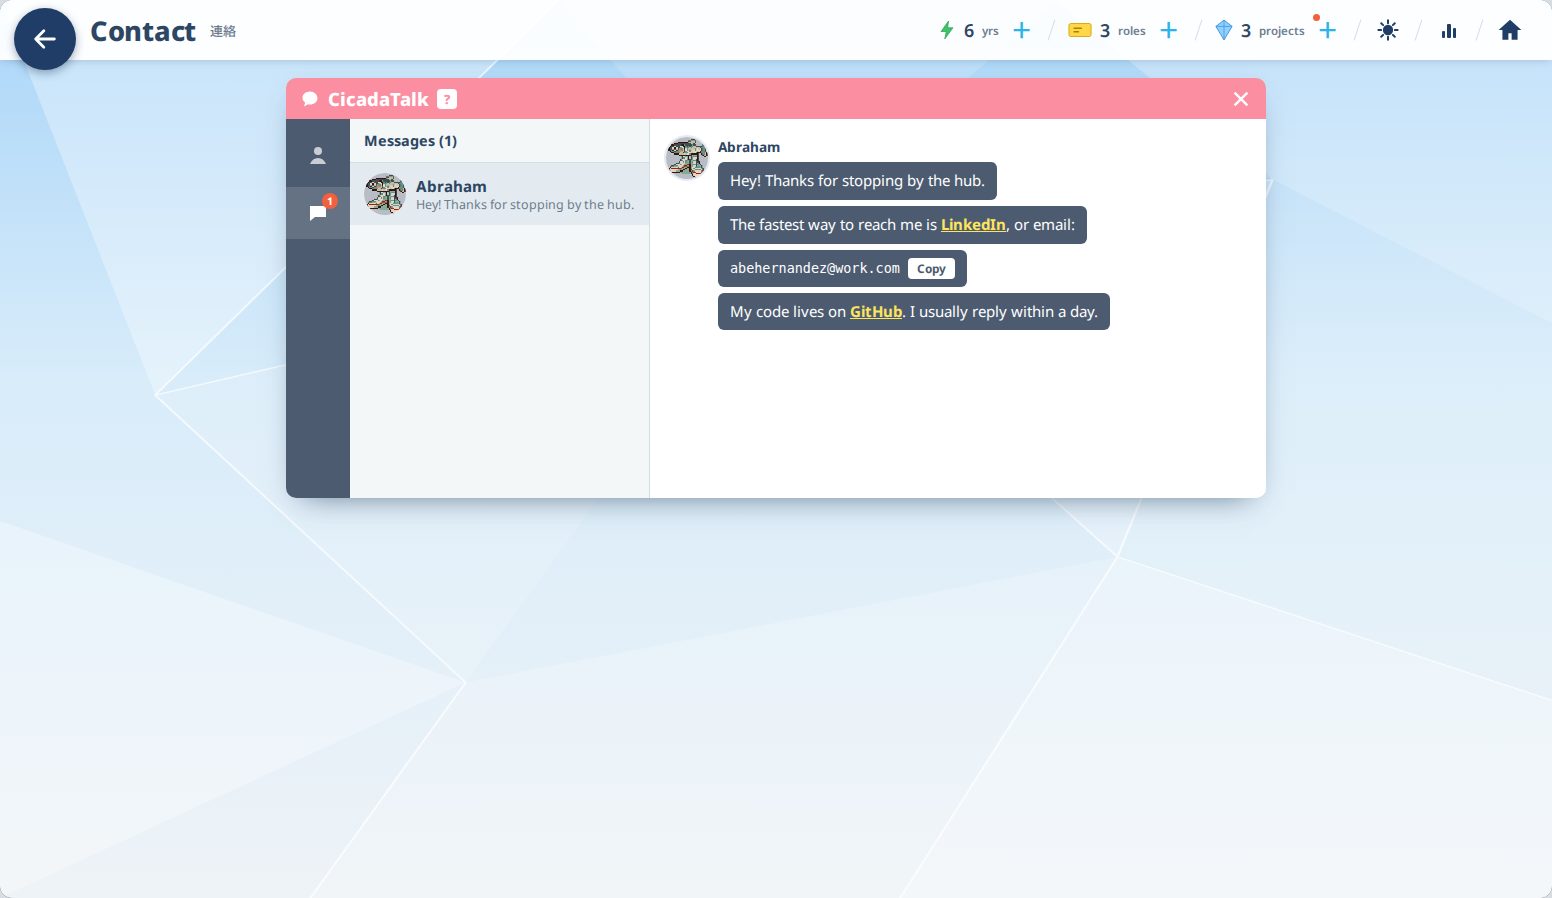 Contact 連絡
6 yrs
3 roles
3 projects
CicadaTalk ?
Messages (1)
1
Abraham
Hey! Thanks for stopping by the hub.
Abraham
Hey! Thanks for stopping by the hub.
The fastest way to reach me is LinkedIn, or email:
abehernandez@work.com Copy
My code lives on GitHub. I usually reply within a day.